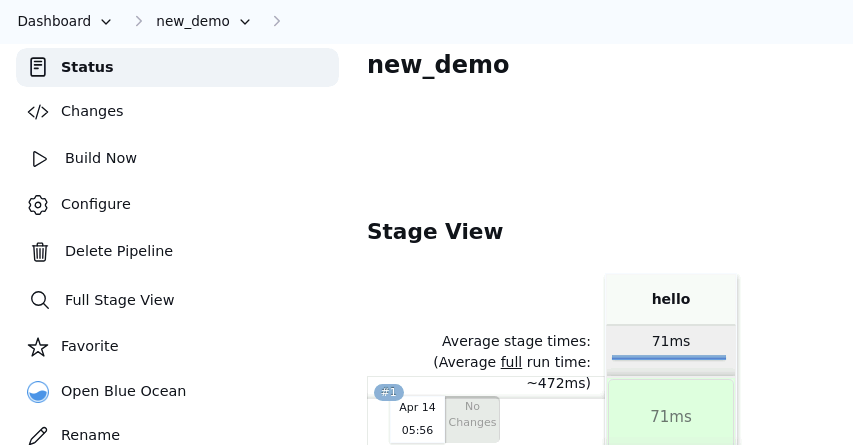 Dashboard
new_demo
Status
Changes
Build Now
Configure
Delete Pipeline
Full Stage View
Favorite
Open Blue Ocean
Rename
new_demo
Stage View
hello
Average stage times:
(Average full run time:
~472ms)
71ms
#1
Apr 14
05:56
No
Changes
71ms